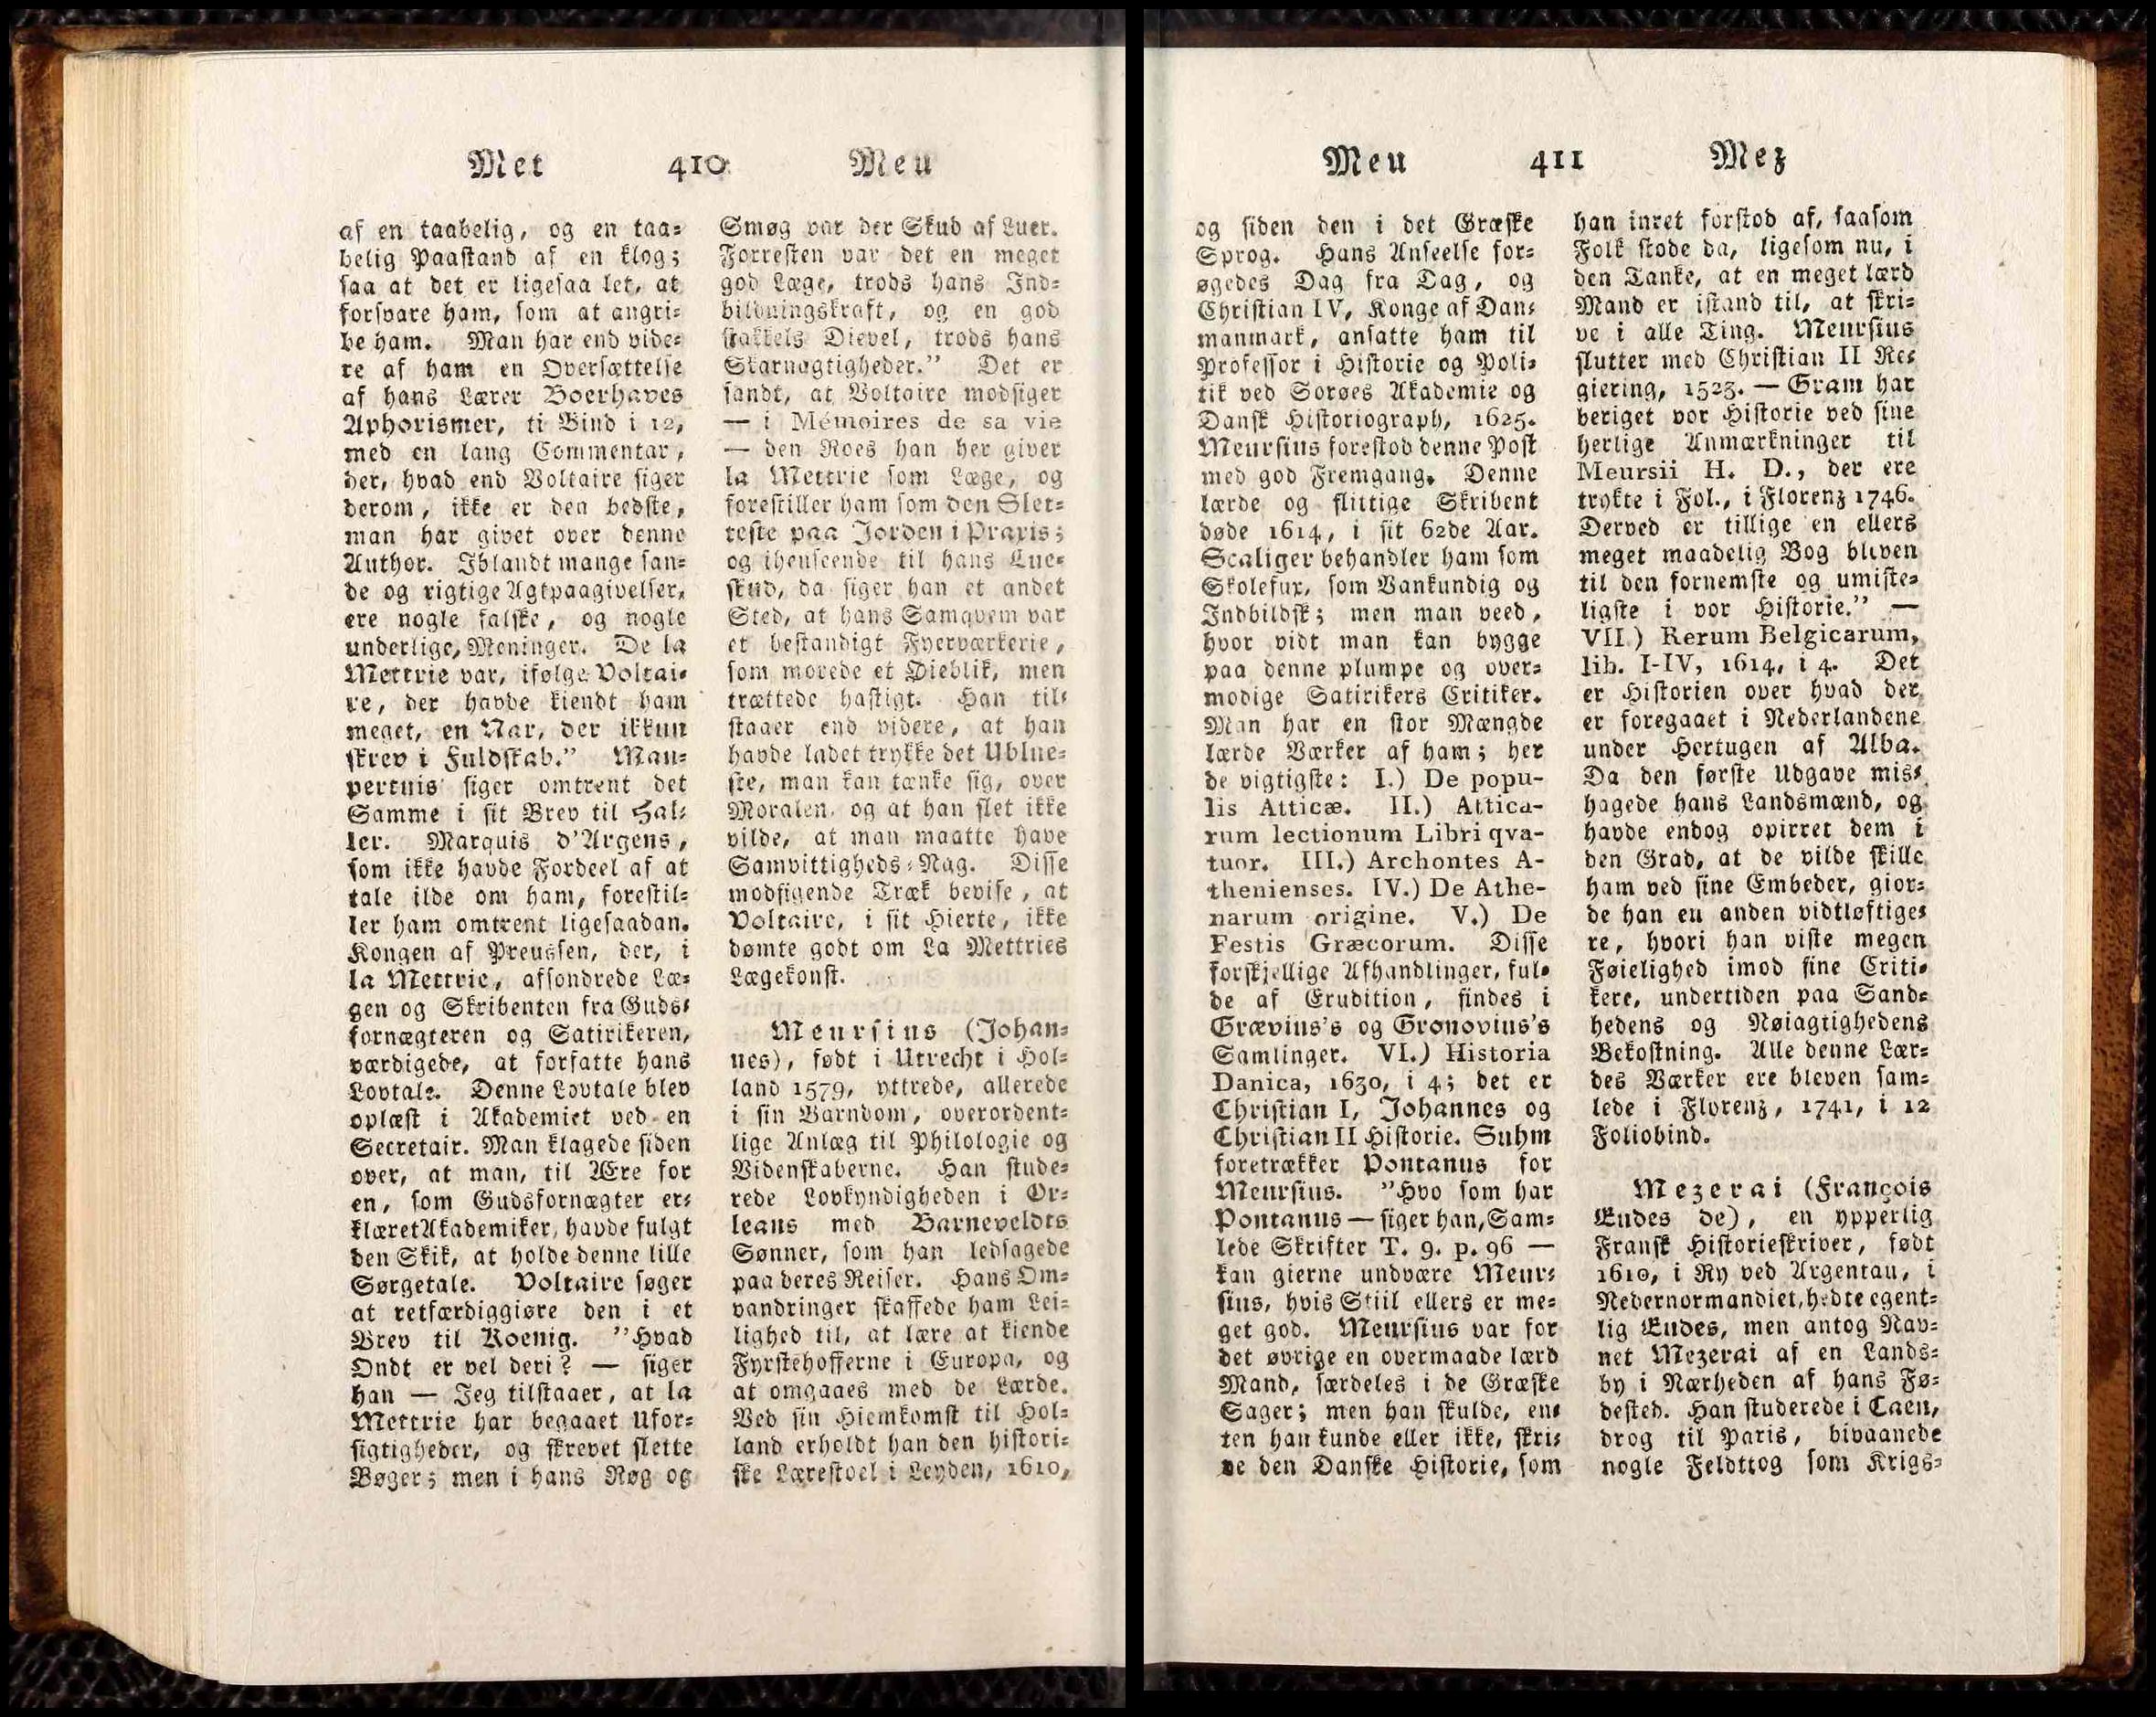 Met 410 Meu
af en taabelig, og en taa=
belig Paastand af en klog;
saa at det er ligesaa let, at
forsvare ham, som at angri=
be ham. Man har end vide=
re af ham en Oversættelse
af hans Lærer Boerhaves
Aphorismer, ti Bind i 12,
med en lang Commentar,
der, hvad end Voltaire siger
derom, ikke er den bedste,
man har givet over denne
Author. Iblandt mange san=
de og rigtige Agtpaagivelser,
ere nogle falske, og nogle
underlige, Meninger. De la
Mettrie var, ifølge Voltai=
re, der havde kiendt ham
meget, en Nar, der ikkun
skrev i Fuldskab.” Mau=
pertuis siger omtrent det
Samme i sit Brev til Hal=
ler. Marquis d'Argens,
som ikke havde Fordeel af at
tale ilde om ham, forestil=
ler ham omtrent ligesaadan.
Kongen af Preussen, der, i
la Mettrie, afsondrede Læ=
gen og Skribenten fra Guds=
fornægteren og Satirikeren,
værdigede, at forfatte hans
Lovtale. Denne Lovtale blev
oplæst i Akademiet ved en
Secretair. Man klagede siden
over, at man, til Ære for
en, som Gudsfornægter er=
klæret Akademiker, havde fulgt
den Skik, at holde denne lille
Sørgetale. Voltaire søger
at retfærdiggiøre den i et
Brev til Koenig. ”Hvad
Ondt er vel deri? — siger
han — Jeg tilstaaer, at la
Mettrie har begaaet Ufor=
sigtigheder, og skrevet slette
Bøger; men i hans Røg og
Smøg var der Skud af Luer.
Forresten var det en meget
god Læge, trods hans Ind=
bildningskraft, og en god
stakkels Dievel, trods hans
Skarnagtigheder.” Det er
sandt, at Voltaire modsiger
— i Mémoires de sa vie
— den Roes han her giver
la Mettrie som Læge, og
forestiller ham som den Slet=
teste paa Jorden i Praxis;
og ihenseende til hans Lue=
skud, da siger han et andet
Sted, at hans Samqvem var
et bestandigt Fyerværkerie,
som morede et Øieblik, men
trættede hastigt. Han til=
staaer end videre, at han
havde ladet trykke det Ublue=
ste, man kan tænke sig, over
Moralen, og at han slet ikke
vilde, at man maatte have
Samvittigheds=Nag. Disse
modsigende Træk bevise, at
Voltaire, i sit Hierte, ikke
dømte godt om La Mettries
Lægekonst.
Meursius (Johan=
nes), født i Utrecht i Hol=
land 1579, yttrede, allerede
i sin Barndom, overordent=
lige Anlæg til Philologie og
Videnskaberne. Han stude=
rede Lovkyndigheden i Or=
leans med Barneveldts
Sønner, som han ledsagede
paa deres Reiser. Hans Om=
vandringer skaffede ham Lei=
lighed til, at lære at kiende
Fyrstehofferne i Europa, og
at omgaaes med de Lærde.
Ved sin Hiemkomst til Hol=
land erholdt han den histori=
ske Lærestoel i Leyden, 1610,
Meu 411 Mez
og siden den i det Græske
Sprog. Hans Anseelse for=
øgedes Dag fra Dag, og
Christian IV, Konge af Dan=
manmark, ansatte ham til
Professor i Historie og Poli=
tik ved Sorøes Akademie og
Dansk Historiograph, 1625.
Meursius forestod denne Post
med god Fremgang. Denne
lærde og flittige Skribent
døde 1614, i sit 62de Aar.
Scaliger behandler ham som
Skolefux, som Vankundig og
Indbildsk; men man veed,
hvor vidt man kan bygge
paa denne plumpe og over=
modige Satirikers Critiker.
Man har en stor Mængde
lærde Værker af ham; her
de vigtigste: I.) De popu-
lis Atticæ. II.) Attica-
rum lectionum Libri qva-
tuor. III.) Archontes A-
thenienses. IV.) De Athe-
narum origine. V.) De
Festis Græcorum. Disse
forskjellige Afhandlinger, ful=
de af Erudition, findes i
Grævius's og Gronovius's
Samlinger. VI.) Historia
Danica, 1630, i 4; det er
Christian I, Johannes og
Christian II Historie. Suhm
foretrækker Pontanus for
Meursius. ”Hvo som har
Pontanus — siger han, Sam=
lede Skrifter T. 9. p. 96 —
kan gierne undvære Meur=
sius, hvis Stiil ellers er me=
get god. Meursius var for
det øvrige en overmaade lærd
Mand, særdeles i de Græske
Sager; men han skulde, en=
ten han kunde eller ikke, skri=
ve den Danske Historie, som
han intet forstod af, saasom
Folk stode da, ligesom nu, i
den Tanke, at en meget lærd
Mand er istand til, at skri=
ve i alle Ting. Meursius
slutter med Christian II Re=
giering, 1523. — Gram har
beriget vor Historie ved sine
herlige Anmærkninger til
Meursii H. D., der ere
trykte i Fol., i Florenz 1746.
Derved er tillige en ellers
meget maadelig Bog bleven
til den fornemste og umiste=
ligste i vor Historie.” —
VII.) Rerum Belgicarum,
lib. I-IV, 1614, i 4. Det
er Historien over hvad der
er foregaaet i Nederlandene
under Hertugen af Alba.
Da den første Udgave mis=
hagede hans Landsmænd, og
havde endog opirret dem i
den Grad, at de vilde skille
ham ved sine Embeder, gior=
de han en anden vidtløftige=
re, hvori han viste megen
Føielighed imod sine Criti=
kere, undertiden paa Sand=
hedens og Nøiagtighedens
Bekostning. Alle denne Lær=
des Værker ere bleven sam=
lede i Florenz, 1741, i 12
Foliobind.
Mezerai (François
Eudes de), en ypperlig
Fransk Historieskriver, født
1610, i Ry ved Argentau, i
Nedernormandiet, hedte egent=
lig Eudes, men antog Nav=
net Mezerai af en Lands=
by i Nærheden af hans Fø=
dested. Han studerede i Caen,
drog til Paris, bivaanede
nogle Feldttog som Krigs=